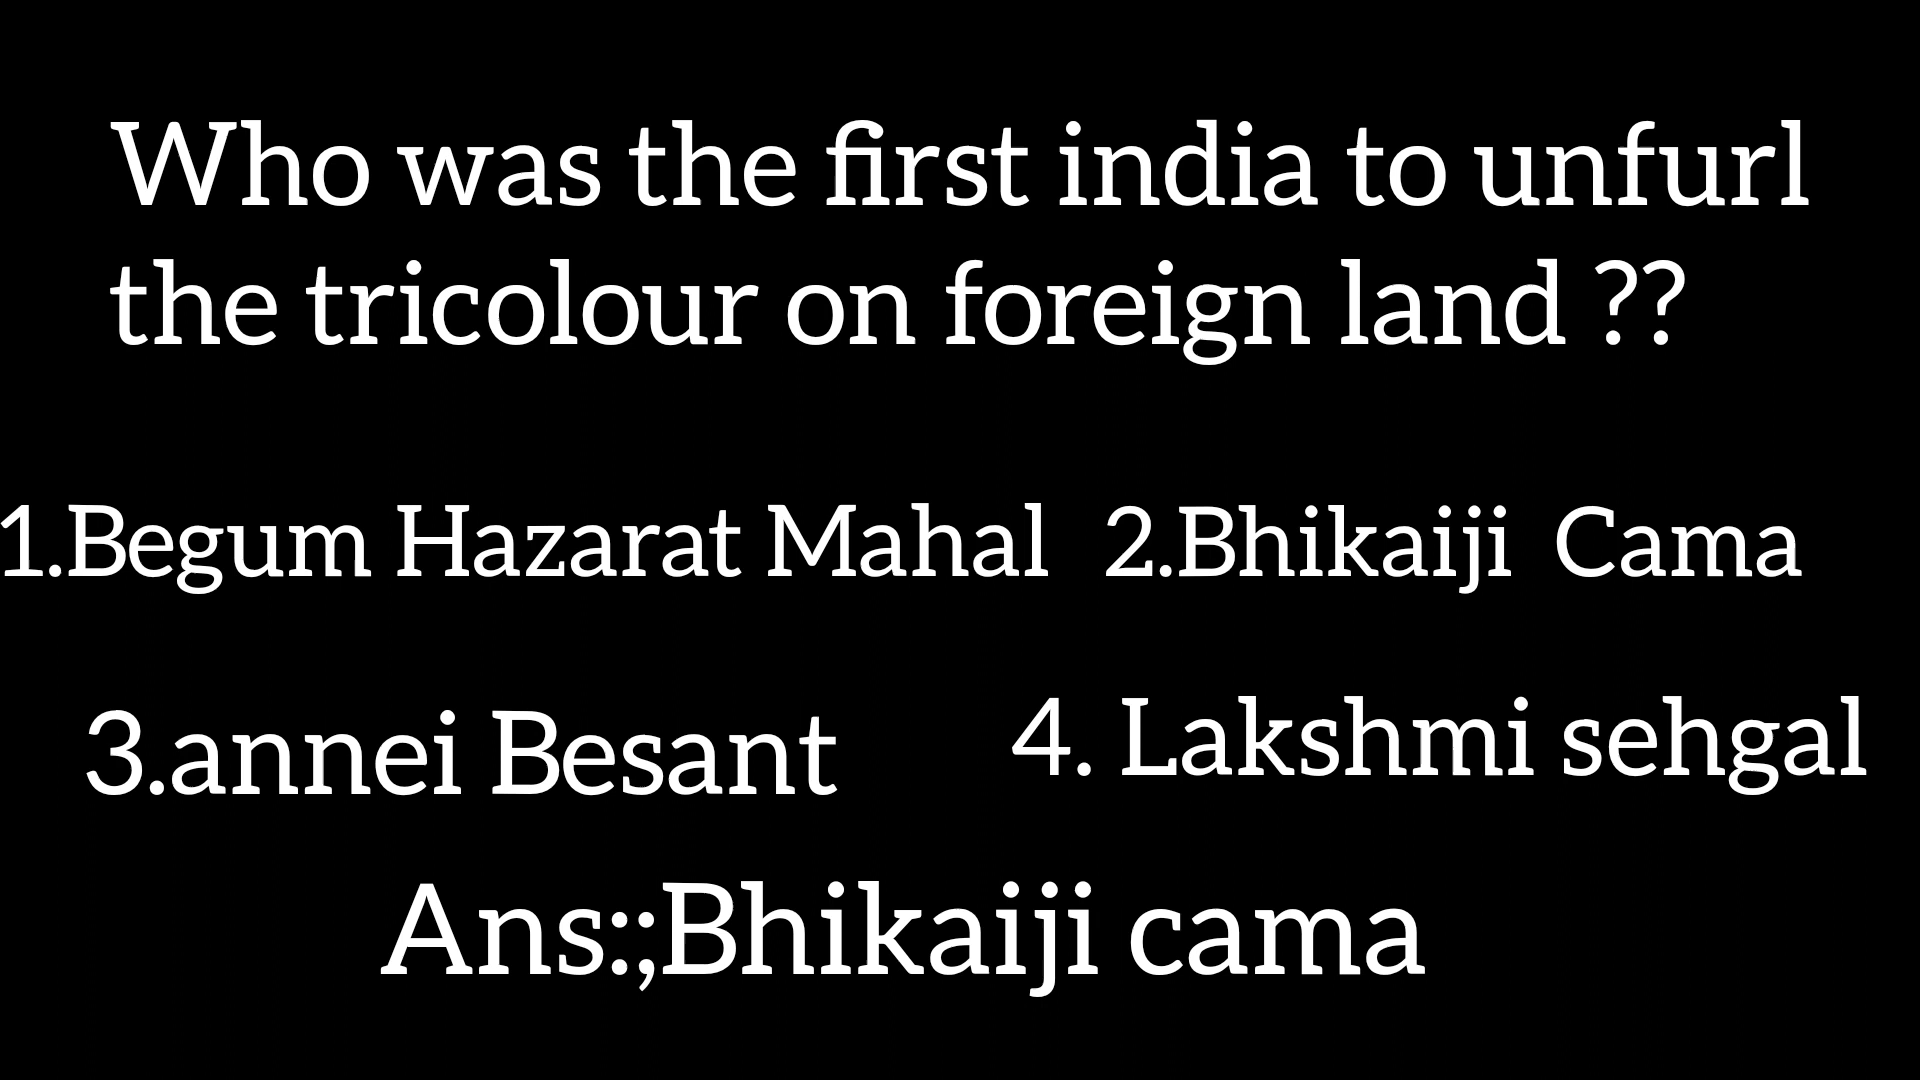 Who was the first india to unfurl
the tricolour on foreign land ??
1.Begum Hazarat Mahal 2.Bhikaiji Cama
3.annei Besant 4. Lakshmi sehgal
Ans:;Bhikaiji cama